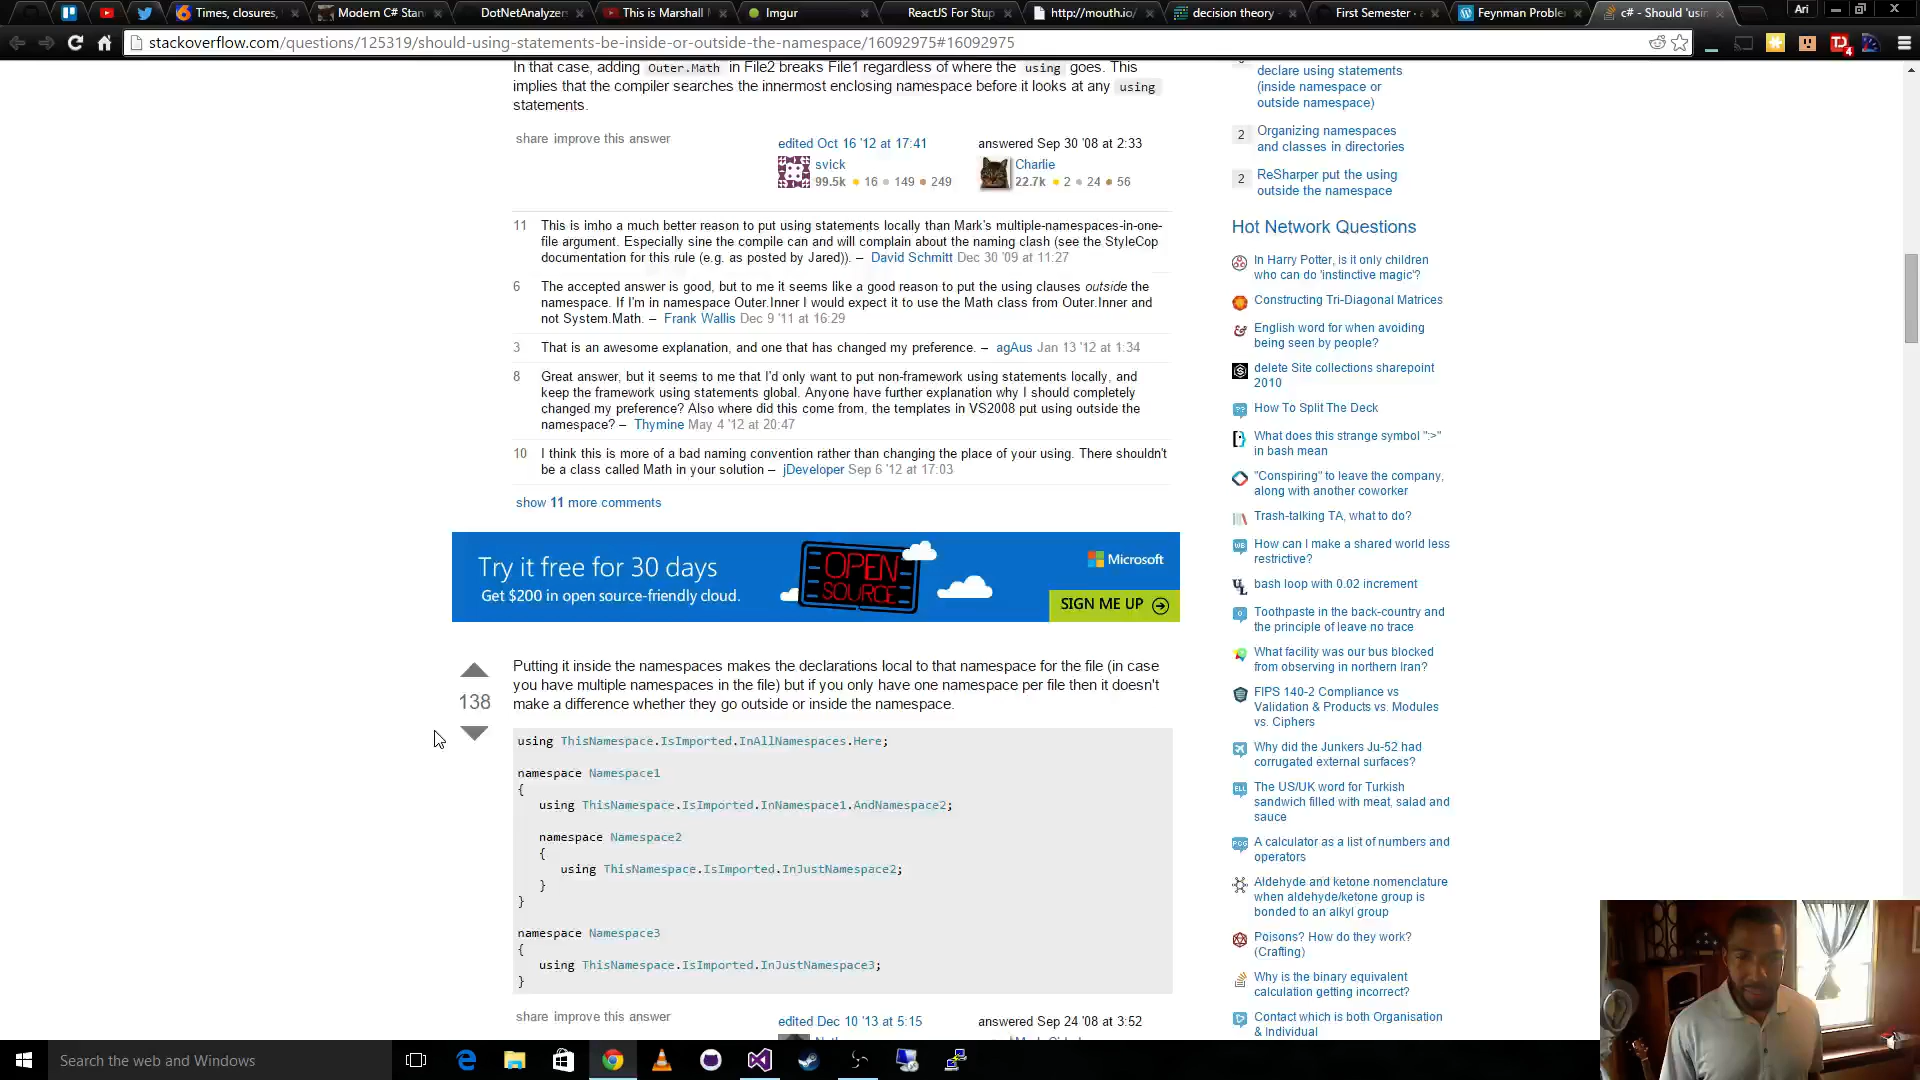 Times, closures,
Modern C# Stan
DotNetAnalyzers
This is Marshall
Imgur
ReactJS For Stup
http://mouth.io/
decision theory
First Semester ·
Feynman Proble
c# - Should 'usin
Ari
stackoverflow.com/questions/125319/should-using-statements-be-inside-or-outside-the-namespace/16092975#16092975
In that case, adding Outer.Math in File2 breaks File1 regardless of where the using goes. This
implies that the compiler searches the innermost enclosing namespace before it looks at any using
statements.
share improve this answer
edited Oct 16 '12 at 17:41
svick
99.5k 16 149 249
answered Sep 30 '08 at 2:33
Charlie
22.7k 2 24 56
11 This is imho a much better reason to put using statements locally than Mark's multiple-namespaces-in-one-
file argument. Especially sine the compile can and will complain about the naming clash (see the StyleCop
documentation for this rule (e.g. as posted by Jared)). – David Schmitt Dec 30 '09 at 11:27
6 The accepted answer is good, but to me it seems like a good reason to put the using clauses outside the
namespace. If I'm in namespace Outer.Inner I would expect it to use the Math class from Outer.Inner and
not System.Math. – Frank Wallis Dec 9 '11 at 16:29
3 That is an awesome explanation, and one that has changed my preference. – agAus Jan 13 '12 at 1:34
8 Great answer, but it seems to me that I'd only want to put non-framework using statements locally, and
keep the framework using statements global. Anyone have further explanation why I should completely
changed my preference? Also where did this come from, the templates in VS2008 put using outside the
namespace? – Thymine May 4 '12 at 20:47
10 I think this is more of a bad naming convention rather than changing the place of your using. There shouldn't
be a class called Math in your solution – jDeveloper Sep 6 '12 at 17:03
show 11 more comments
Try it free for 30 days
Get $200 in open source-friendly cloud.
OPEN
SOURCE
Microsoft
SIGN ME UP
138
Putting it inside the namespaces makes the declarations local to that namespace for the file (in case
you have multiple namespaces in the file) but if you only have one namespace per file then it doesn't
make a difference whether they go outside or inside the namespace.
using ThisNamespace.IsImported.InAllNamespaces.Here;
namespace Namespace1
{
using ThisNamespace.IsImported.InNamespace1.AndNamespace2;
namespace Namespace2
{
using ThisNamespace.IsImported.InJustNamespace2;
}
}
namespace Namespace3
{
using ThisNamespace.IsImported.InJustNamespace3;
}
share improve this answer
edited Dec 10 '13 at 5:15
answered Sep 24 '08 at 3:52
declare using statements
(inside namespace or
outside namespace)
2 Organizing namespaces
and classes in directories
2 ReSharper put the using
outside the namespace
Hot Network Questions
In Harry Potter, is it only children
who can do 'instinctive magic'?
Constructing Tri-Diagonal Matrices
English word for when avoiding
being seen by people?
delete Site collections sharepoint
2010
How To Split The Deck
What does this strange symbol ":>"
in bash mean
"Conspiring" to leave the company,
along with another coworker
Trash-talking TA, what to do?
How can I make a shared world less
restrictive?
bash loop with 0.02 increment
Toothpaste in the back-country and
the principle of leave no trace
What facility was our bus blocked
from observing in northern Iran?
FIPS 140-2 Compliance vs
Validation & Products vs. Modules
vs. Ciphers
Why did the Junkers Ju-52 had
corrugated external surfaces?
The US/UK word for Turkish
sandwich filled with meat, salad and
sauce
A calculator as a list of numbers and
operators
Aldehyde and ketone nomenclature
when aldehyde/ketone group is
bonded to an alkyl group
Poisons? How do they work?
(Crafting)
Why is the binary equivalent
calculation getting incorrect?
Contact which is both Organisation
& Individual
Search the web and Windows